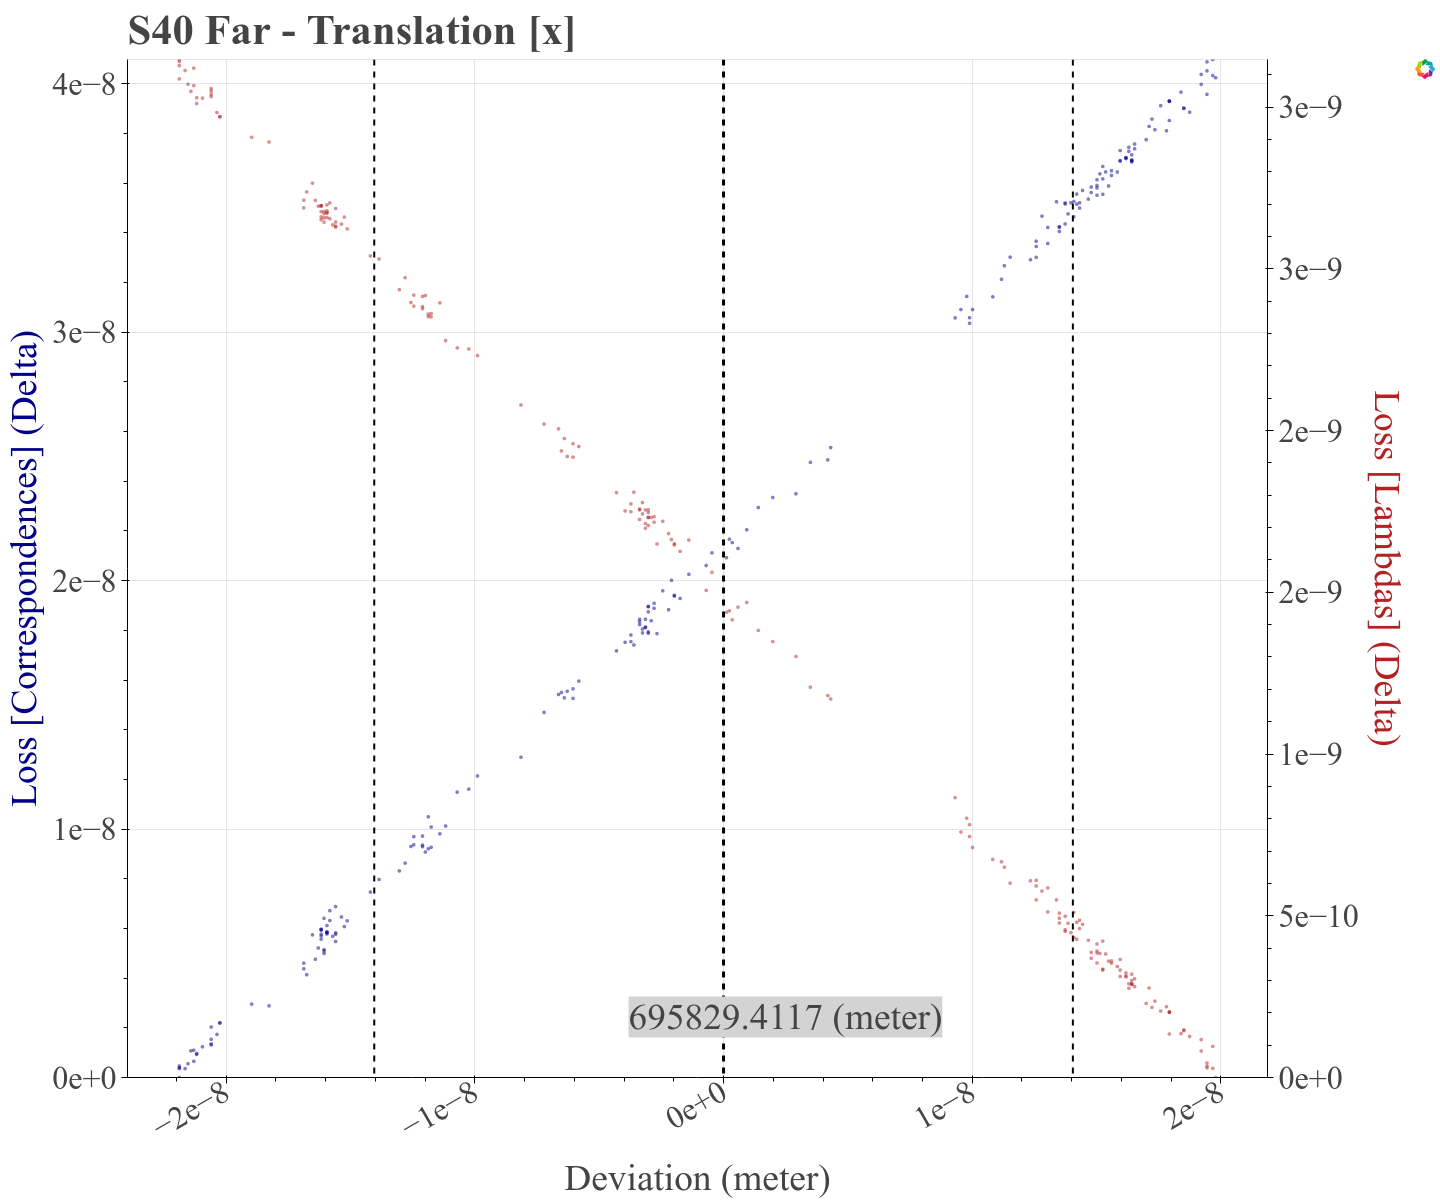 S40 Far - Translation [x]
Loss [Correspondences] (Delta)
4e−8
3e−8
2e−8
1e−8
0e+0
3e−9
3e−9
2e−9
2e−9
1e−9
5e−10
0e+0
Loss [Lambdas] (Delta)
695829.4117 (meter)
−2e−8
−1e−8
0e+0
1e−8
2e−8
Deviation (meter)